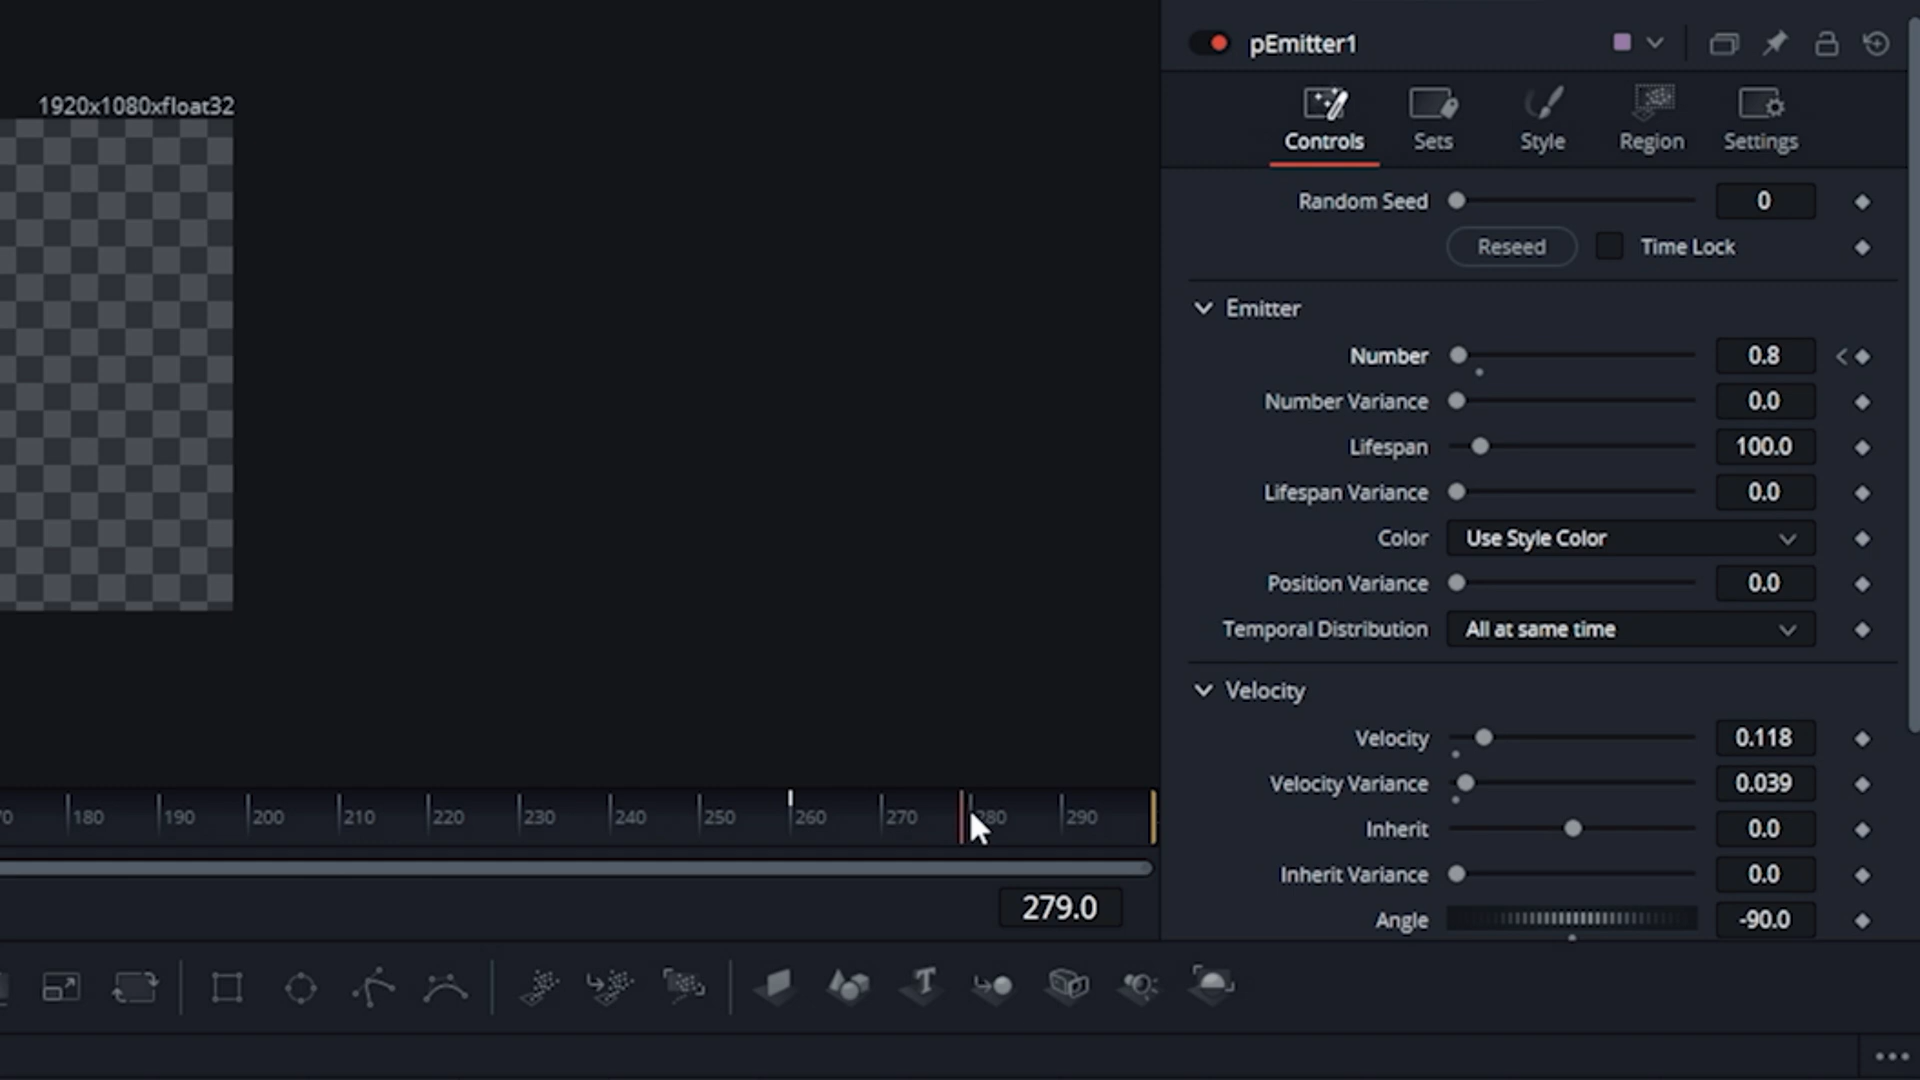 pEmitter1
1920x1080xfloat32
Controls Sets Style Region Settings
Random Seed 0
Reseed Time Lock
Emitter
Number 0.8
Number Variance 0.0
Lifespan 100.0
Lifespan Variance 0.0
Color Use Style Color
Position Variance 0.0
Temporal Distribution All at same time
Velocity
Velocity 0.118
Velocity Variance 0.039
Inherit 0.0
Inherit Variance 0.0
Angle -90.0
180 190 200 210 220 230 240 250 260 270 280 290
279.0